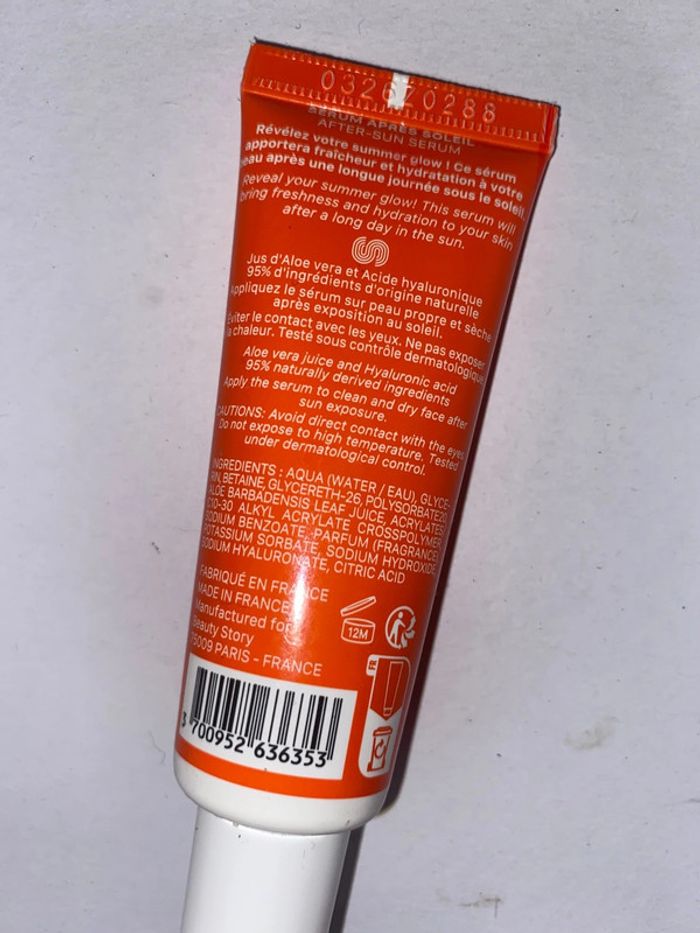 0320288
SÉRUM APRÈS SOLEIL
AFTER-SUN SERUM
Révélez votre summer glow ! Ce sérum
apportera fraîcheur et hydratation à votre
peau après une longue journée sous le soleil.
Reveal your summer glow! This serum will
bring freshness and hydration to your skin
after a long day in the sun.
Jus d'Aloe vera et Acide hyaluronique
95% d'ingrédients d'origine naturelle
Appliquez le sérum sur peau propre et sèche
après exposition au soleil.
Éviter le contact avec les yeux. Ne pas exposer
à la chaleur. Testé sous contrôle dermatologique.
Aloe vera juice and Hyaluronic acid
95% naturally derived ingredients
Apply the serum to clean and dry face after
sun exposure.
CAUTIONS: Avoid direct contact with the eyes.
Do not expose to high temperature. Tested
under dermatological control.
INGREDIENTS : AQUA (WATER / EAU), GLYCE-
RIN, BETAINE, GLYCERETH-26, POLYSORBATE20,
ALOE BARBADENSIS LEAF JUICE, ACRYLATES/
C10-30 ALKYL ACRYLATE CROSSPOLYMER,
SODIUM BENZOATE, PARFUM (FRAGRANCE),
POTASSIUM SORBATE, SODIUM HYDROXIDE,
SODIUM HYALURONATE, CITRIC ACID
FABRIQUÉ EN FRANCE
MADE IN FRANCE
Manufactured for
Beauty Story
75009 PARIS - FRANCE
12M
FR
3 700952 636353